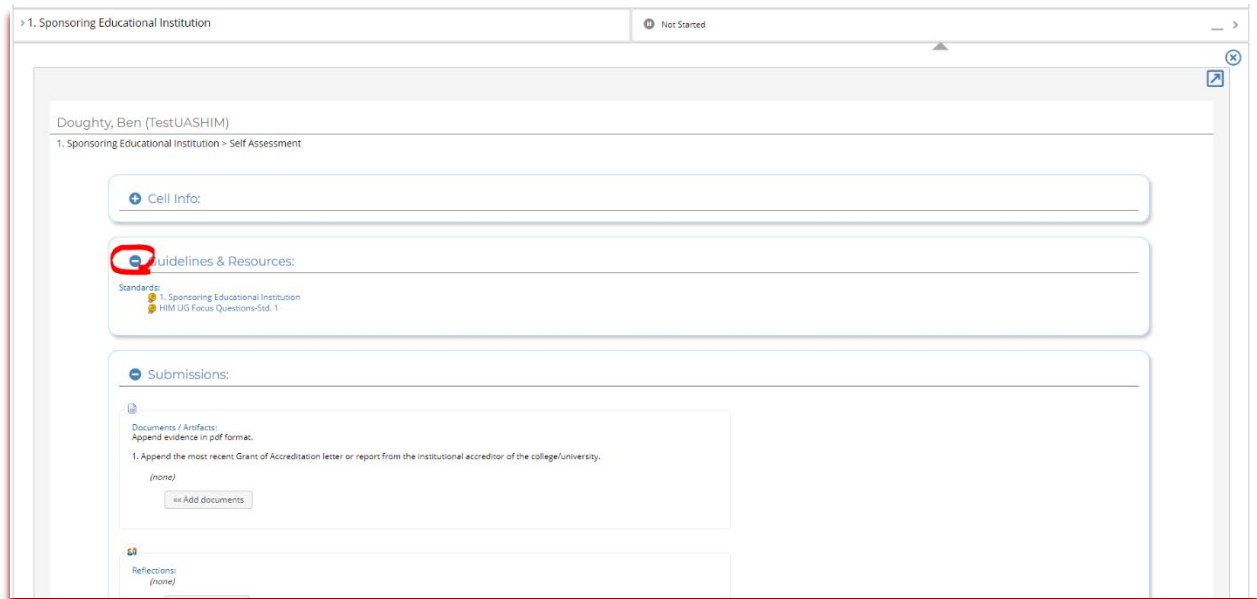 1. Sponsoring Educational Institution
Not Started
Doughty, Ben (TestUASHIM)
1. Sponsoring Educational Institution > Self Assessment
Cell Info:
Guidelines & Resources:
Standards:
1. Sponsoring Educational Institution
HIM UG Focus Questions-Std. 1
Submissions:
Documents / Artifacts:
Append evidence in pdf format.
1. Append the most recent Grant of Accreditation letter or report from the institutional accreditor of the college/university.
(none)
«« Add documents
Reflections:
(none)